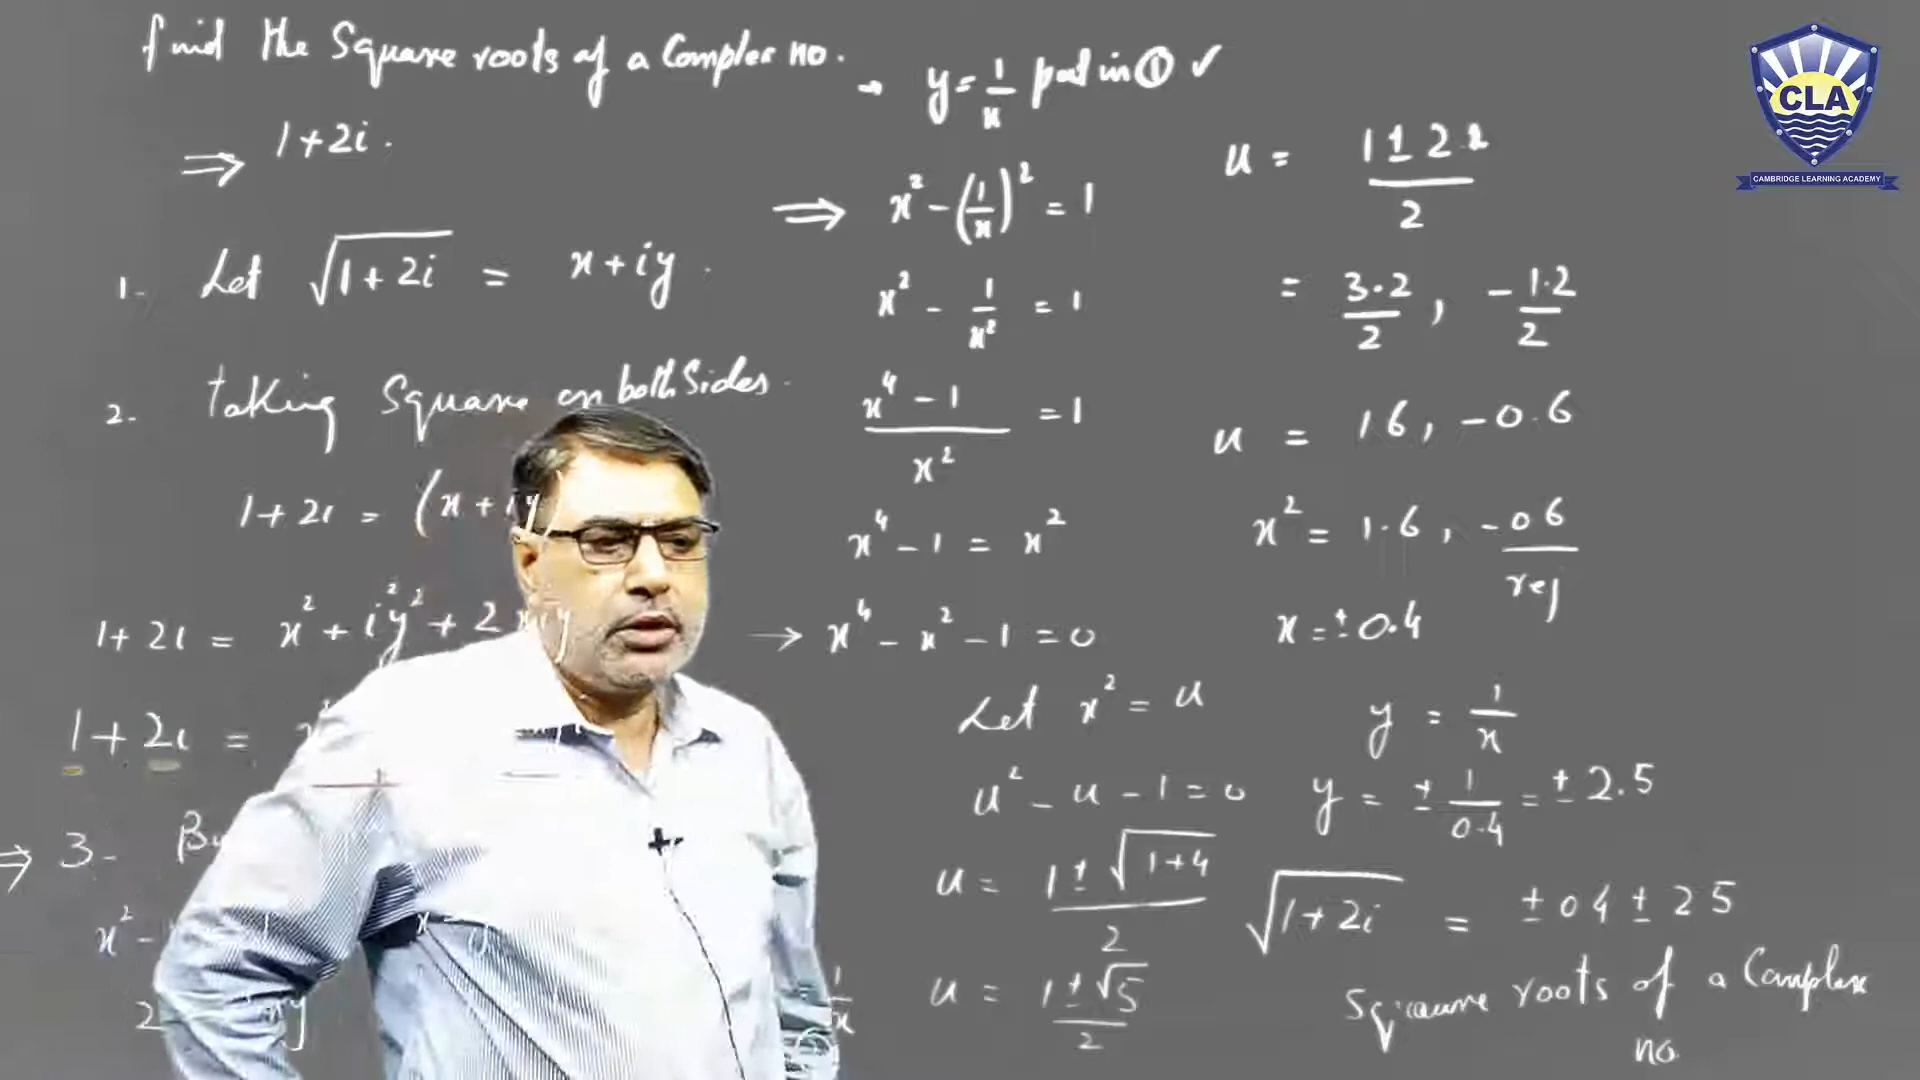 find the Square roots of a Complex no.
⇒ 1+2i.
1. Let √(1+2i) = x+iy.
2. taking Square on both Sides.
1+2i = (x+iy)
1+2i = x² + i²y² + 2xiy
1+2i = x²
⇒ 3-
x² -
2 y
1/x
→ y = 1/x put in ① ✓
⇒ x² - (1/x)² = 1
x² - 1/x² = 1
(x⁴ - 1)/x² = 1
x⁴ - 1 = x²
→ x⁴ - x² - 1 = 0
Let x² = u
u² - u - 1 = 0
u = (1 ± √(1+4))/2
u = (1 ± √5)/2
u = (1 ± 2.2)/2
= 3.2/2, -1.2/2
u = 1.6, -0.6
x² = 1.6, -0.6
rej
x = ±0.4
y = 1/x
y = ± 1/0.4 = ± 2.5
√(1+2i) = ± 0.4 ± 2.5
Square roots of a Complex
no.
CLA
CAMBRIDGE LEARNING ACADEMY